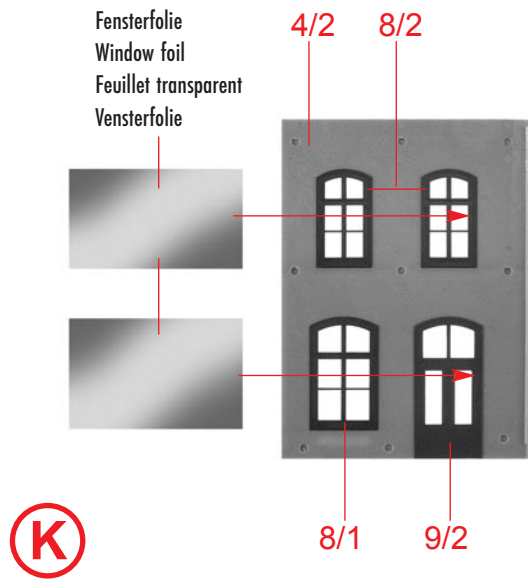 Fensterfolie
Window foil
Feuillet transparent
Vensterfolie
4/2
8/2
8/1
9/2
K